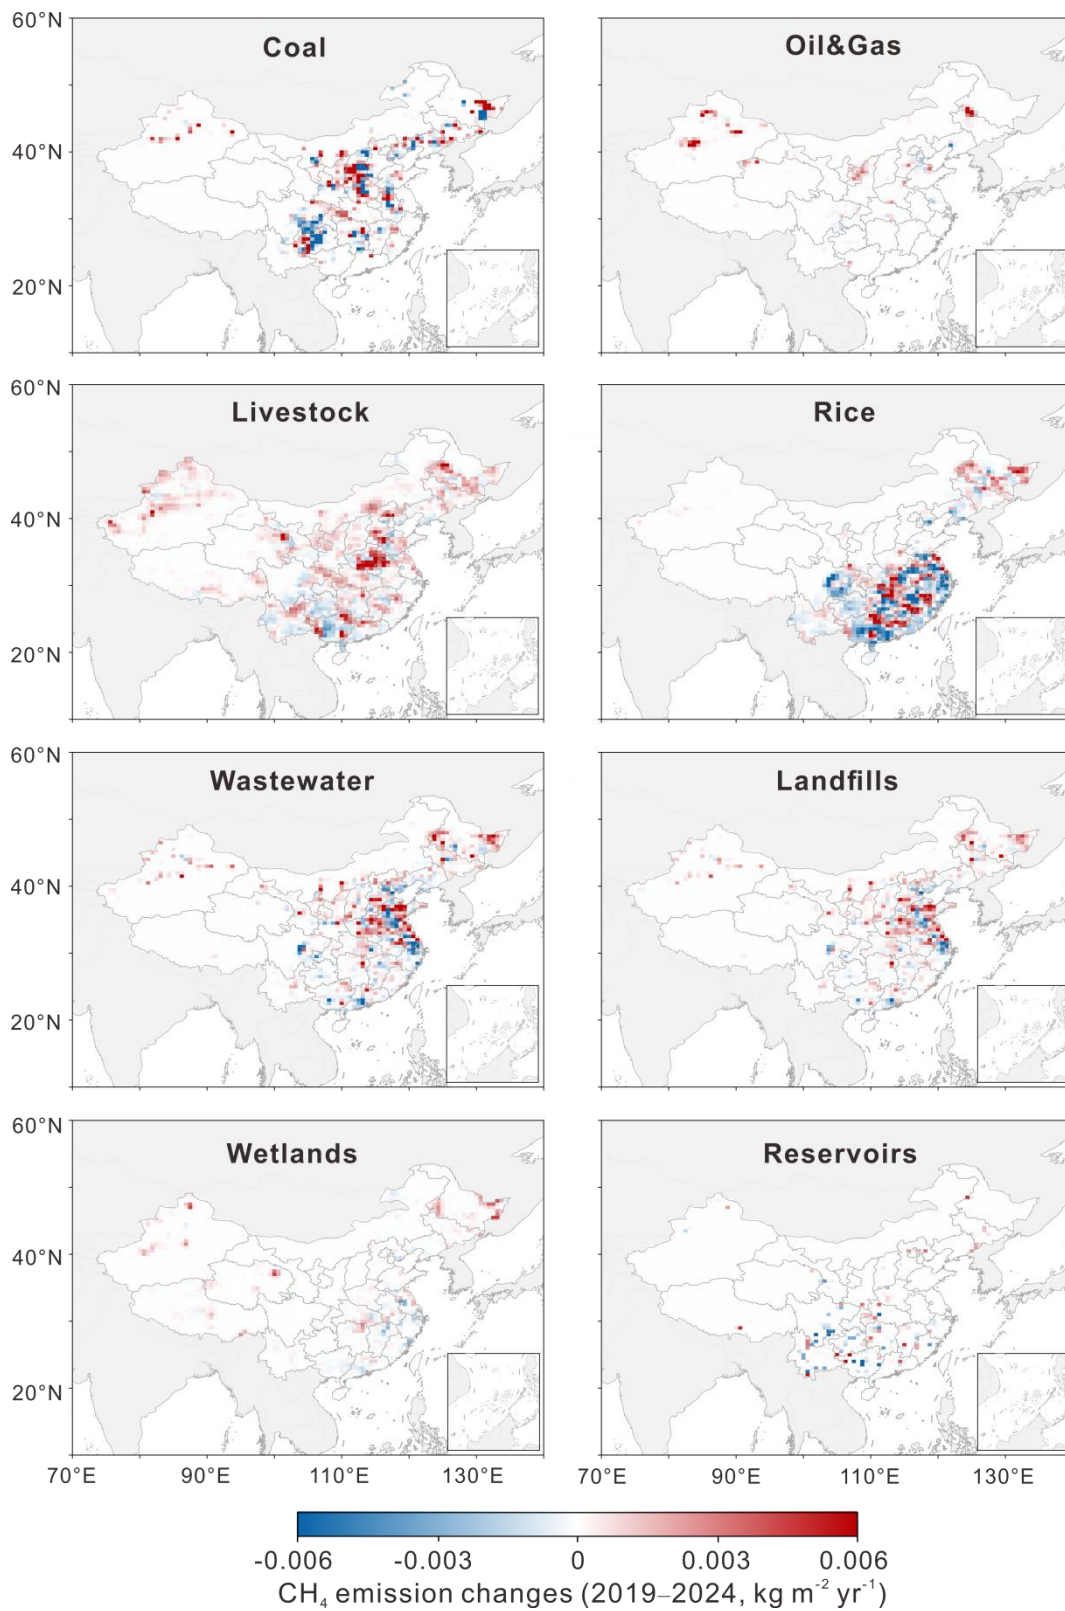 60°N
Coal
Oil&Gas
40°N
20°N
60°N
Livestock
Rice
40°N
20°N
60°N
Wastewater
Landfills
40°N
20°N
60°N
Wetlands
Reservoirs
40°N
20°N
70°E 90°E 110°E 130°E 70°E 90°E 110°E 130°E
-0.006 -0.003 0 0.003 0.006
CH₄ emission changes (2019–2024, kg m⁻² yr⁻¹)